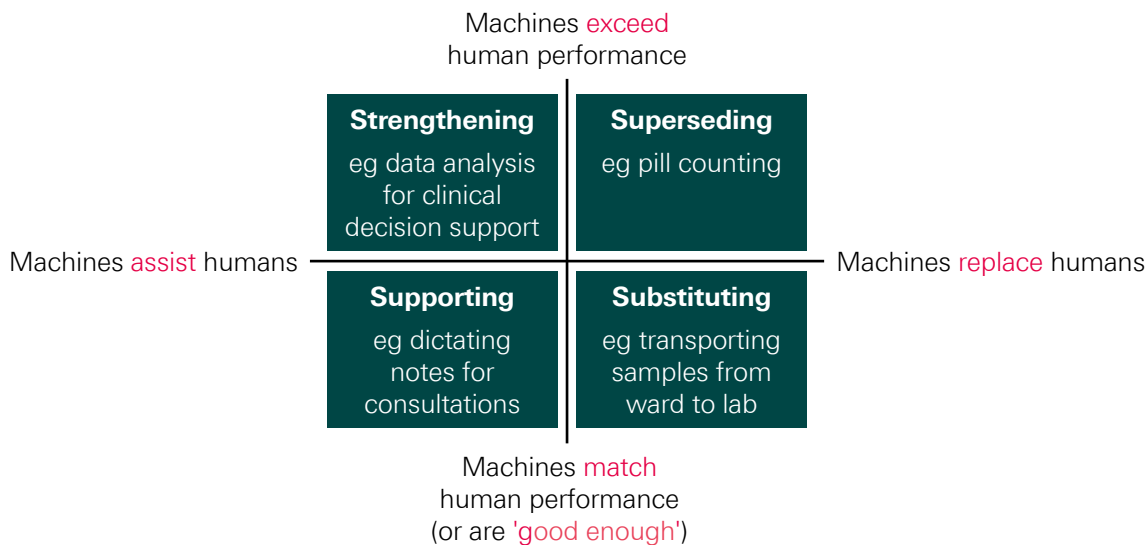 Machines exceed
human performance
Strengthening
eg data analysis
for clinical
decision support
Superseding
eg pill counting
Machines assist humans
Machines replace humans
Supporting
eg dictating
notes for
consultations
Substituting
eg transporting
samples from
ward to lab
Machines match
human performance
(or are 'good enough')